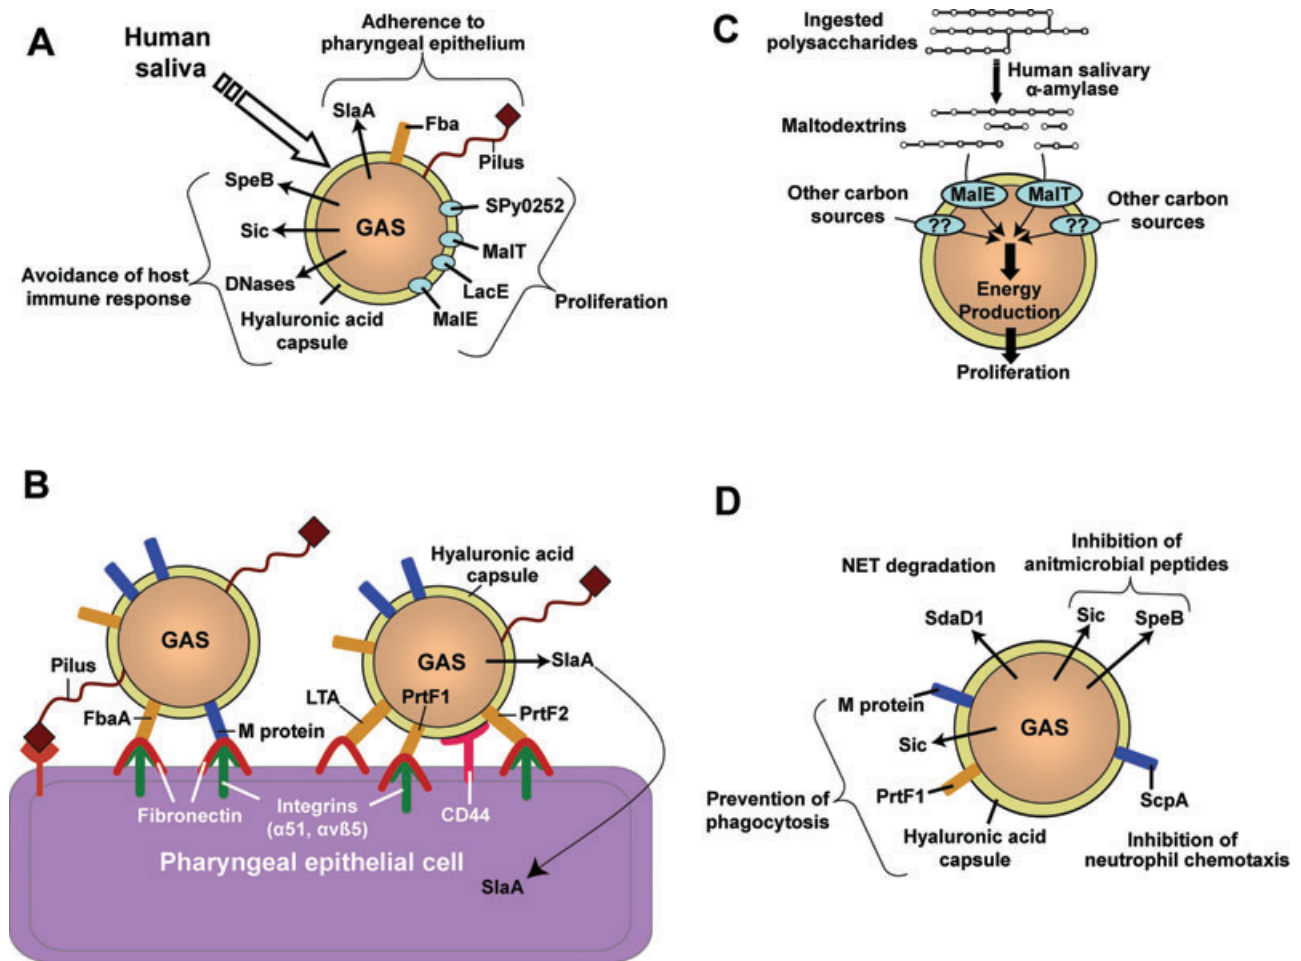 A
Human
saliva
Adherence to
pharyngeal epithelium
SlaA
Fba
Pilus
SpeB
Sic
DNases
Hyaluronic acid
capsule
GAS
SPy0252
MalT
LacE
MalE
Avoidance of host
immune response
Proliferation
C
Ingested
polysaccharides
Human salivary
α-amylase
Maltodextrins
Other carbon
sources
MalE
MalT
Other carbon
sources
??
??
Energy
Production
Proliferation
B
Hyaluronic acid
capsule
GAS
GAS
SlaA
Pilus
FbaA
M protein
LTA
PrtF1
PrtF2
Fibronectin
Integrins
(α51, αvß5)
CD44
Pharyngeal epithelial cell
SlaA
D
NET degradation
Inhibition of
anitmicrobial peptides
SdaD1
Sic
SpeB
M protein
Sic
GAS
PrtF1
ScpA
Prevention of
phagocytosis
Hyaluronic acid
capsule
Inhibition of
neutrophil chemotaxis